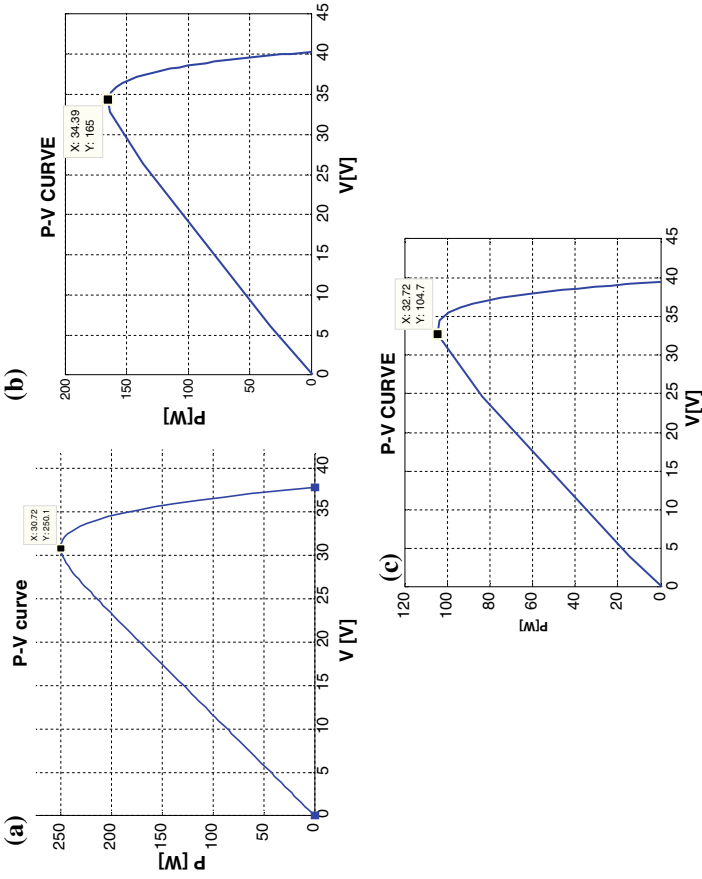 (a)
P-V curve
X: 30.72
Y: 250.1
250
200
150
100
50
0
P [W]
0 5 10 15 20 25 30 35 40
V [V]
(b)
P-V CURVE
X: 34.39
Y: 165
200
150
100
50
0
P[W]
0 5 10 15 20 25 30 35 40 45
V[V]
(c)
P-V CURVE
X: 32.72
Y: 104.7
120
100
80
60
40
20
0
P[W]
0 5 10 15 20 25 30 35 40 45
V[V]